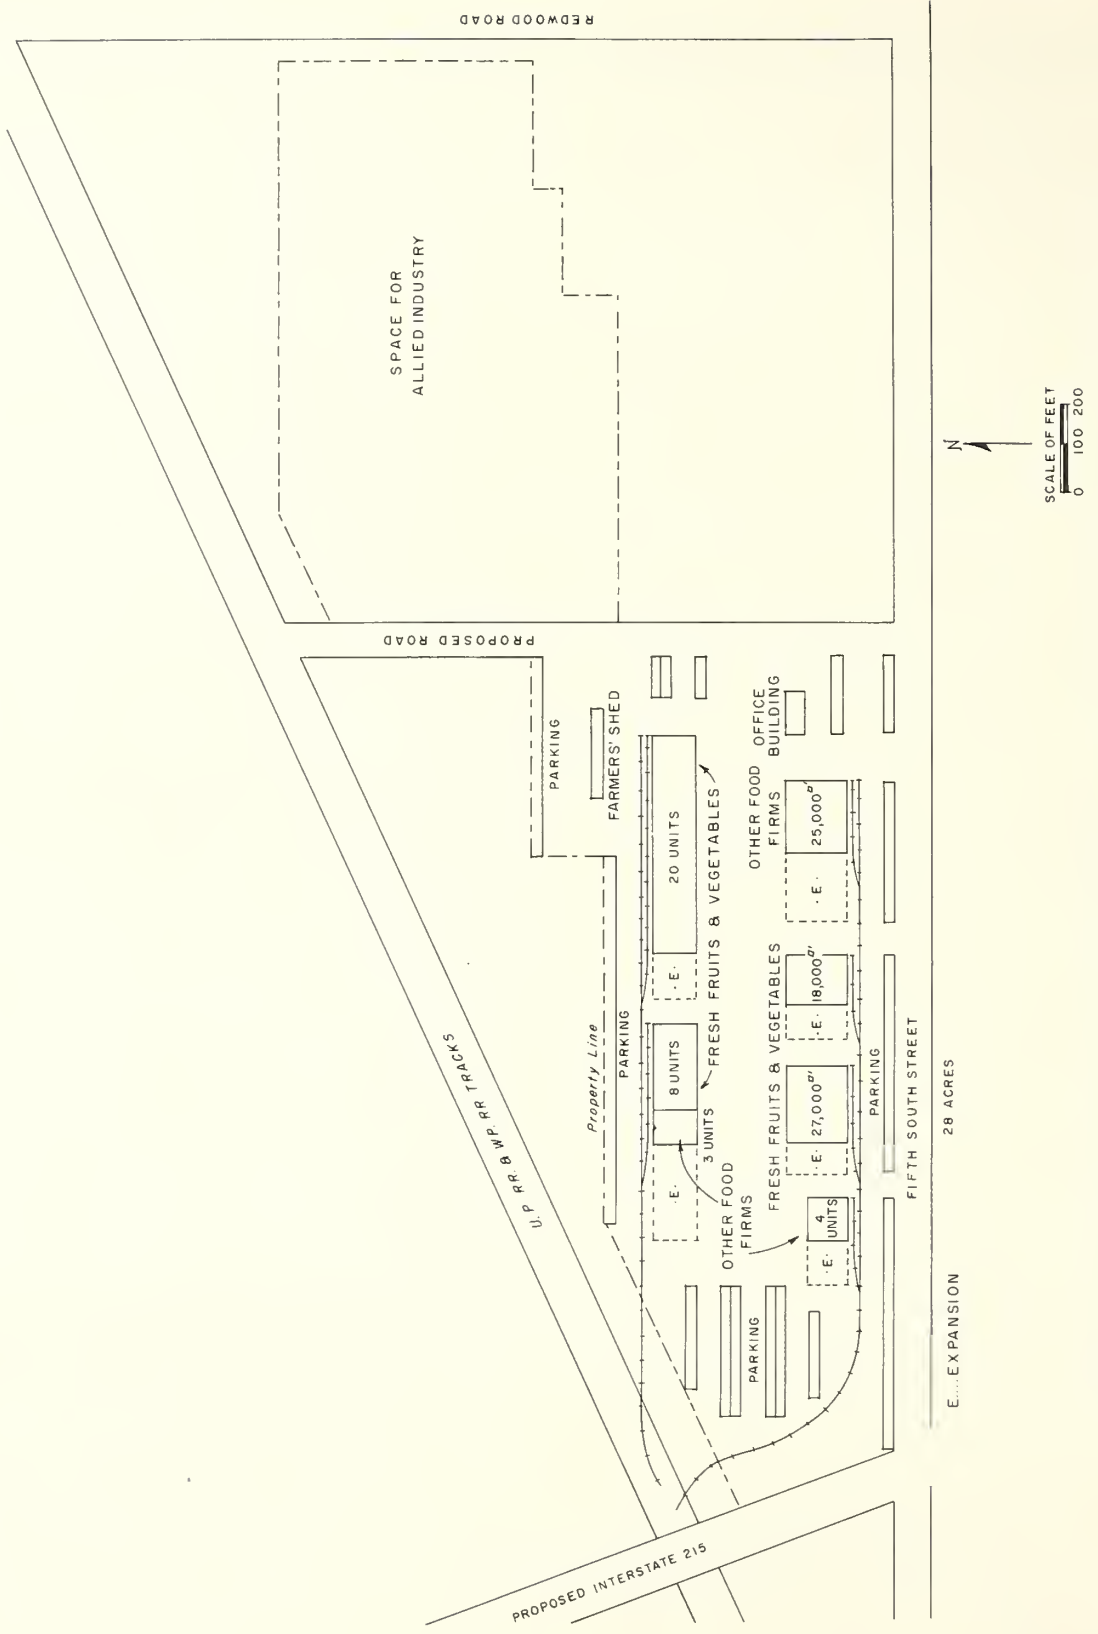 REDWOOD ROAD
SPACE FOR
ALLIED INDUSTRY
PROPOSED ROAD
U.P. RR. & W.P. RR TRACKS
Property Line
PARKING
PARKING
FARMERS' SHED
20 UNITS
·E·
8 UNITS
3 UNITS
·E·
FRESH FRUITS & VEGETABLES
OFFICE
BUILDING
OTHER FOOD
FIRMS
25,000□'
·E·
FRESH FRUITS & VEGETABLES
18,000□'
·E·
27,000□'
·E·
OTHER FOOD
FIRMS
4
UNITS
·E·
PARKING
PARKING
FIFTH SOUTH STREET
PROPOSED INTERSTATE 215
28 ACRES
E....EXPANSION
N
SCALE OF FEET
0 100 200